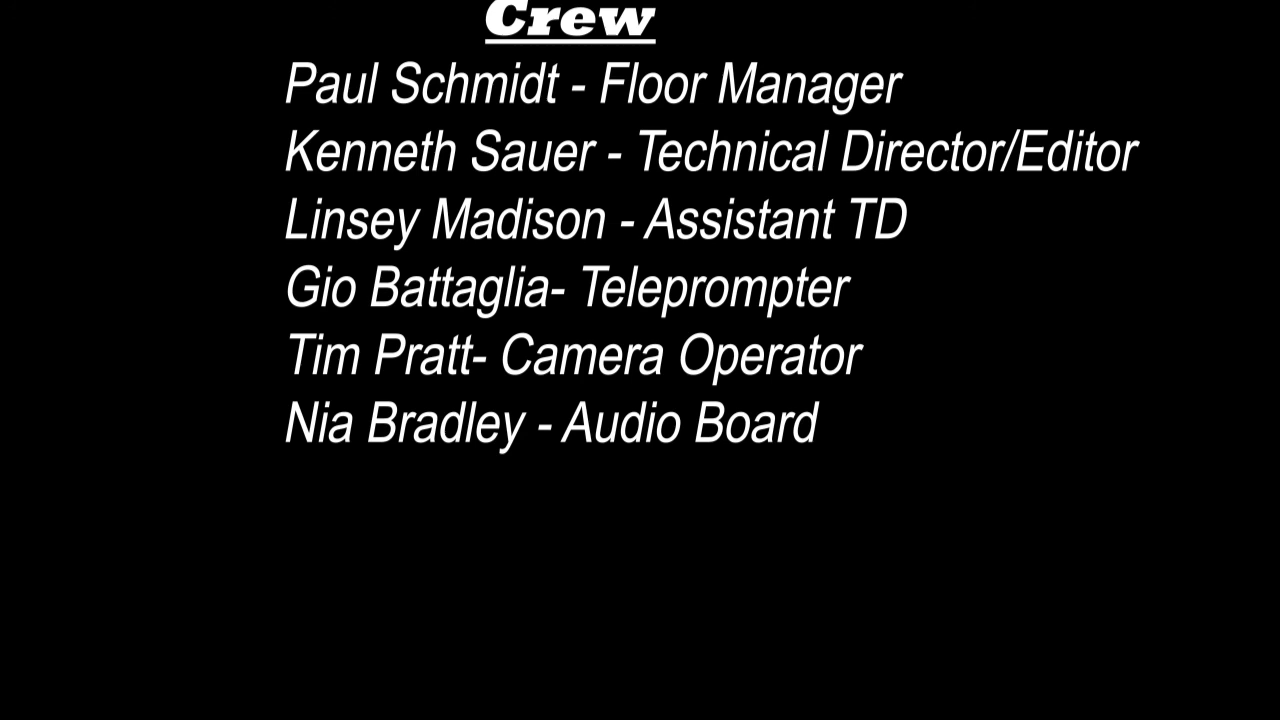 Crew
Paul Schmidt - Floor Manager
Kenneth Sauer - Technical Director/Editor
Linsey Madison - Assistant TD
Gio Battaglia- Teleprompter
Tim Pratt- Camera Operator
Nia Bradley - Audio Board